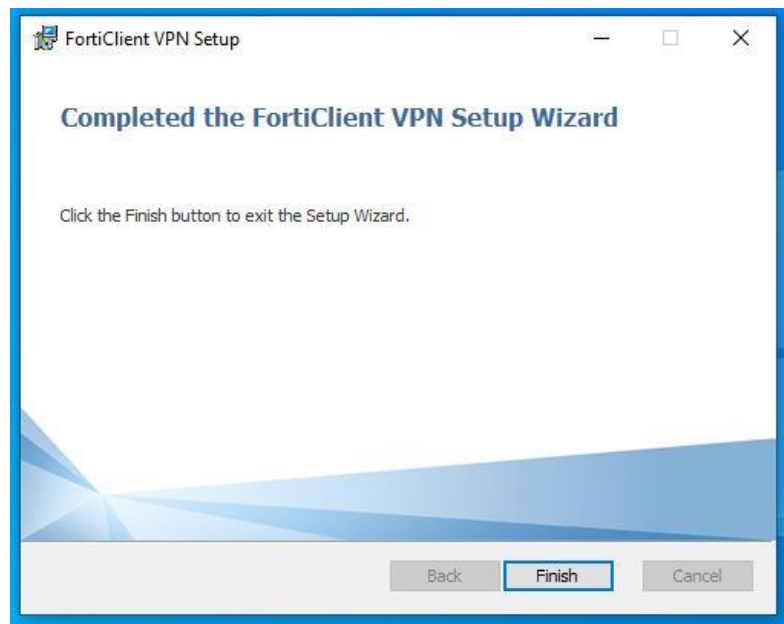 FortiClient VPN Setup
Completed the FortiClient VPN Setup Wizard
Click the Finish button to exit the Setup Wizard.
Back Finish Cancel